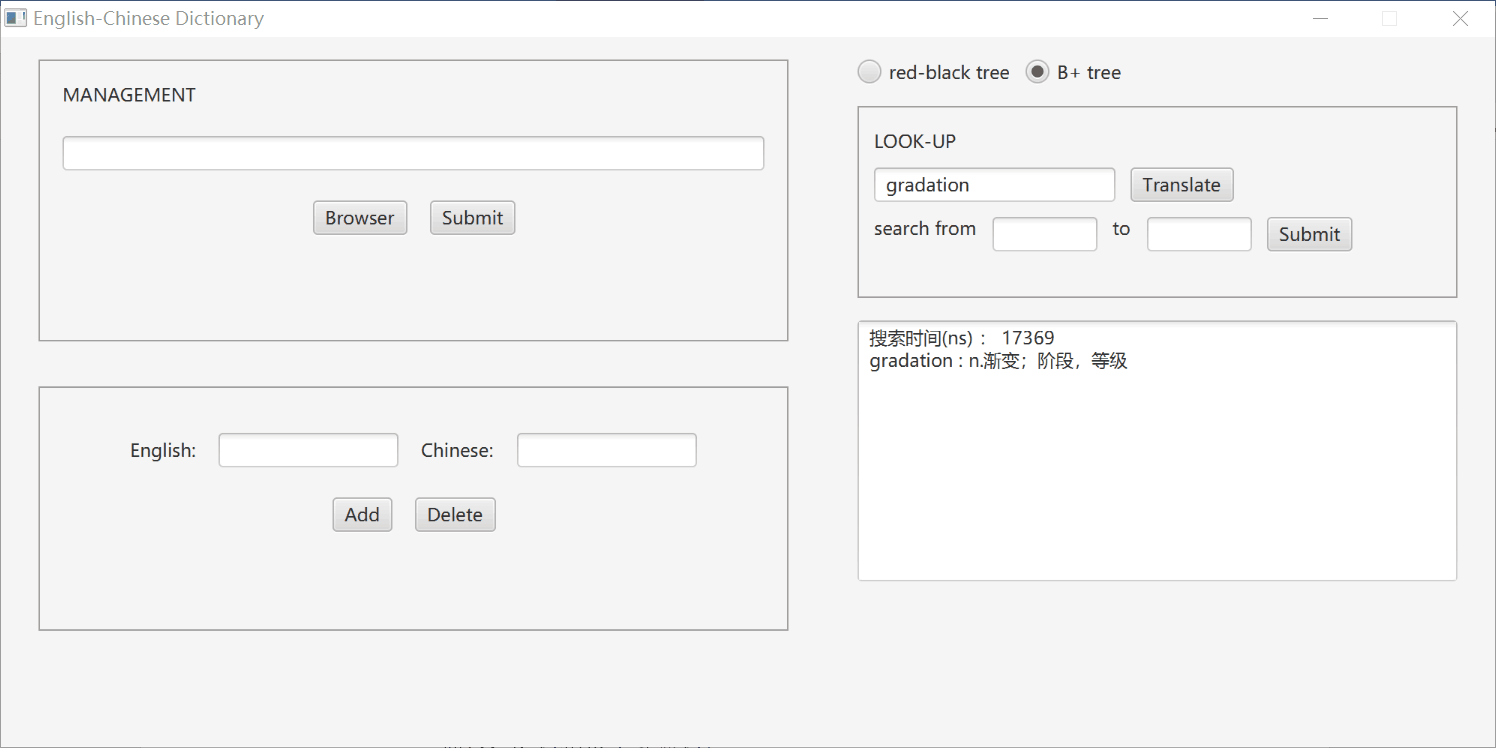 English-Chinese Dictionary
MANAGEMENT
Browser Submit
English: Chinese:
Add Delete
red-black tree B+ tree
LOOK-UP
gradation Translate
search from to Submit
搜索时间(ns) : 17369
gradation : n.渐变；阶段，等级